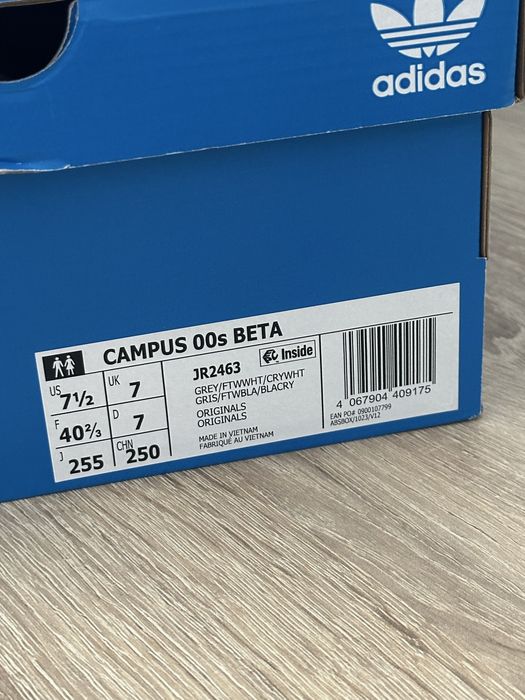 adidas
CAMPUS 00s BETA
US 7½
UK 7
F 40⅔
D 7
J 255
CHN 250
JR2463
Inside
GREY/FTWWHT/CRYWHT
GRIS/FTWBLA/BLACRY
ORIGINALS
ORIGINALS
MADE IN VIETNAM
FABRIQUÉ AU VIETNAM
4 067904 409175
EAN PO# 0900107799
ABSBOX/1023/V12